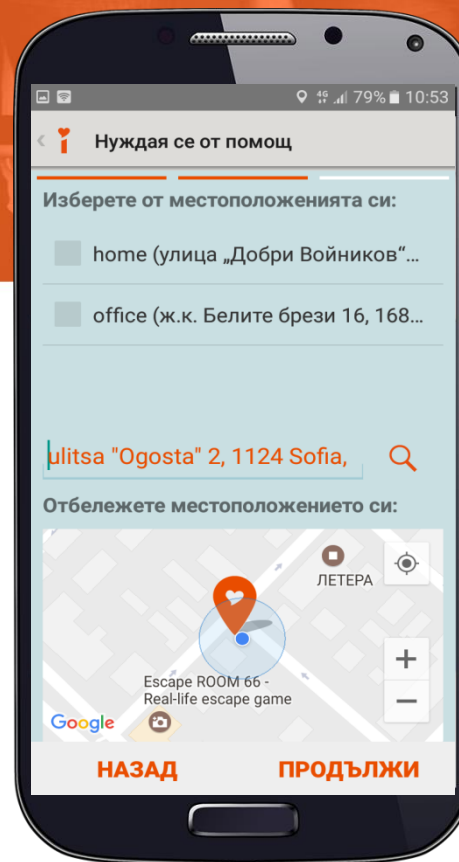 4G 79% 10:53
Нуждая се от помощ
Изберете от местоположенията си:
home (улица „Добри Войников“...
office (ж.к. Белите брези 16, 168...
ulitsa "Ogosta" 2, 1124 Sofia,
Отбележете местоположението си:
ЛЕТЕРА
Escape ROOM 66 -
Real-life escape game
+
−
Google
НАЗАД ПРОДЪЛЖИ